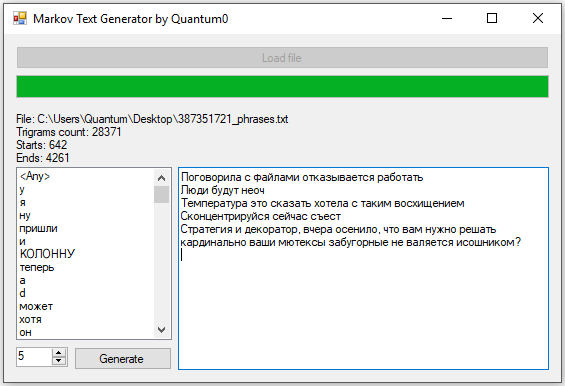 Markov Text Generator by Quantum0
Load file
File: C:\Users\Quantum\Desktop\387351721_phrases.txt
Trigrams count: 28371
Starts: 642
Ends: 4261
<Any>
у
я
ну
пришли
и
КОЛОННУ
теперь
а
d
может
хотя
он
5
Generate
Поговорила с файлами отказывается работать
Люди будут неоч
Температура это сказать хотела с таким восхищением
Сконцентрируйся сейчас съест
Стратегия и декоратор, вчера осенило, что вам нужно решать
кардинально ваши мютексы забугорные не валяется исошником?